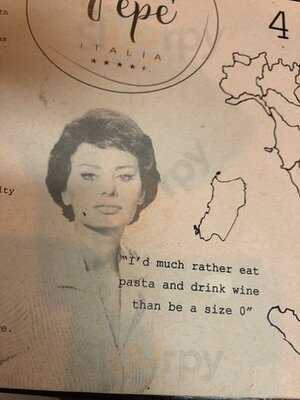 Pepe
ITALIA
4
"I'd much rather eat
pasta and drink wine
than be a size 0"